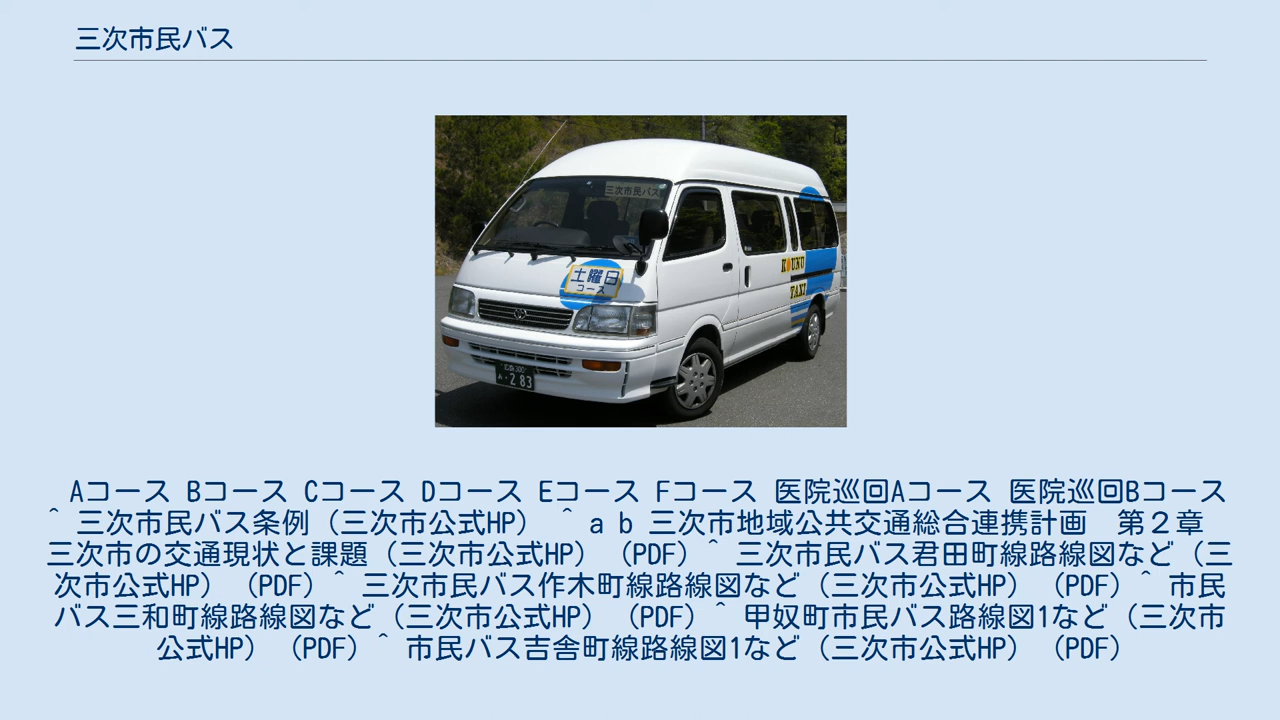 三次市民バス
三次市民バス
土曜日
コース
KOUNU
TAXI
283
Aコース Bコース Cコース Dコース Eコース Fコース 医院巡回Aコース 医院巡回Bコース
^ 三次市民バス条例（三次市公式HP） ^ a b 三次市地域公共交通総合連携計画　第２章
三次市の交通現状と課題（三次市公式HP）（PDF）^ 三次市民バス君田町線路線図など（三
次市公式HP）（PDF）^ 三次市民バス作木町線路線図など（三次市公式HP）（PDF）^ 市民
バス三和町線路線図など（三次市公式HP）（PDF）^ 甲奴町市民バス路線図1など（三次市
公式HP）（PDF）^ 市民バス吉舎町線路線図1など（三次市公式HP）（PDF）